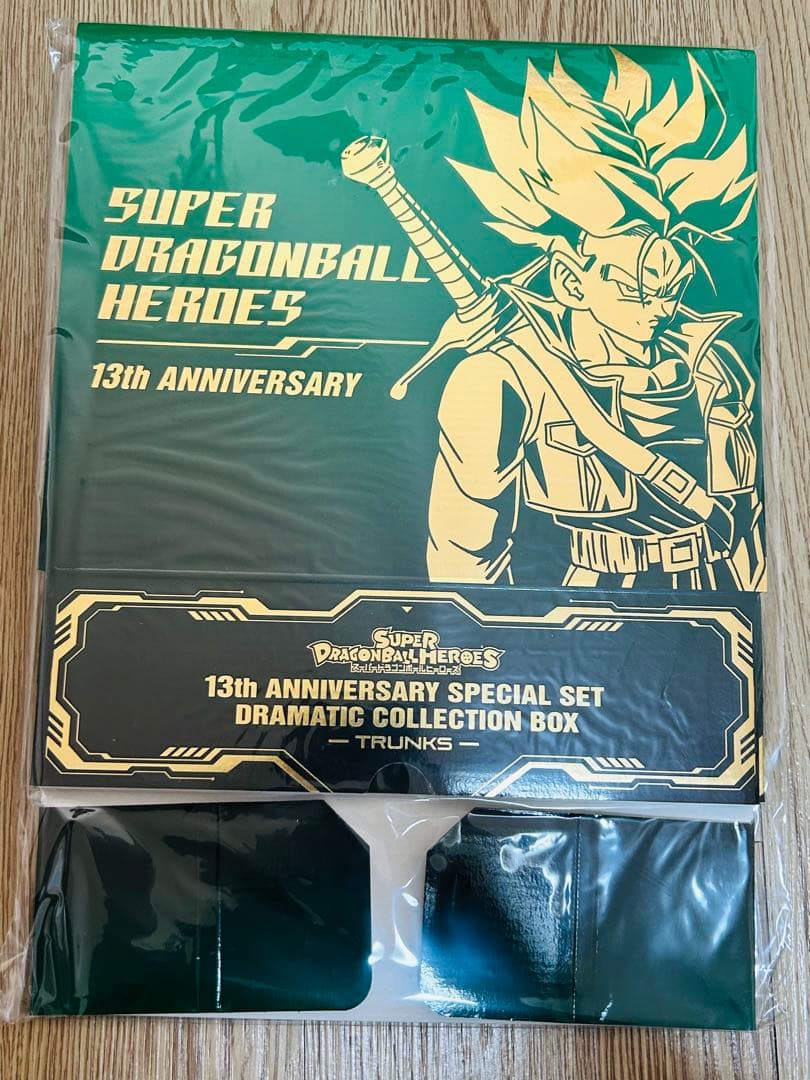 SUPER
DRAGONBALL
HEROES
13th ANNIVERSARY
SUPER
DRAGONBALL HEROES
スーパードラゴンボールヒーローズ
13th ANNIVERSARY SPECIAL SET
DRAMATIC COLLECTION BOX
— TRUNKS —